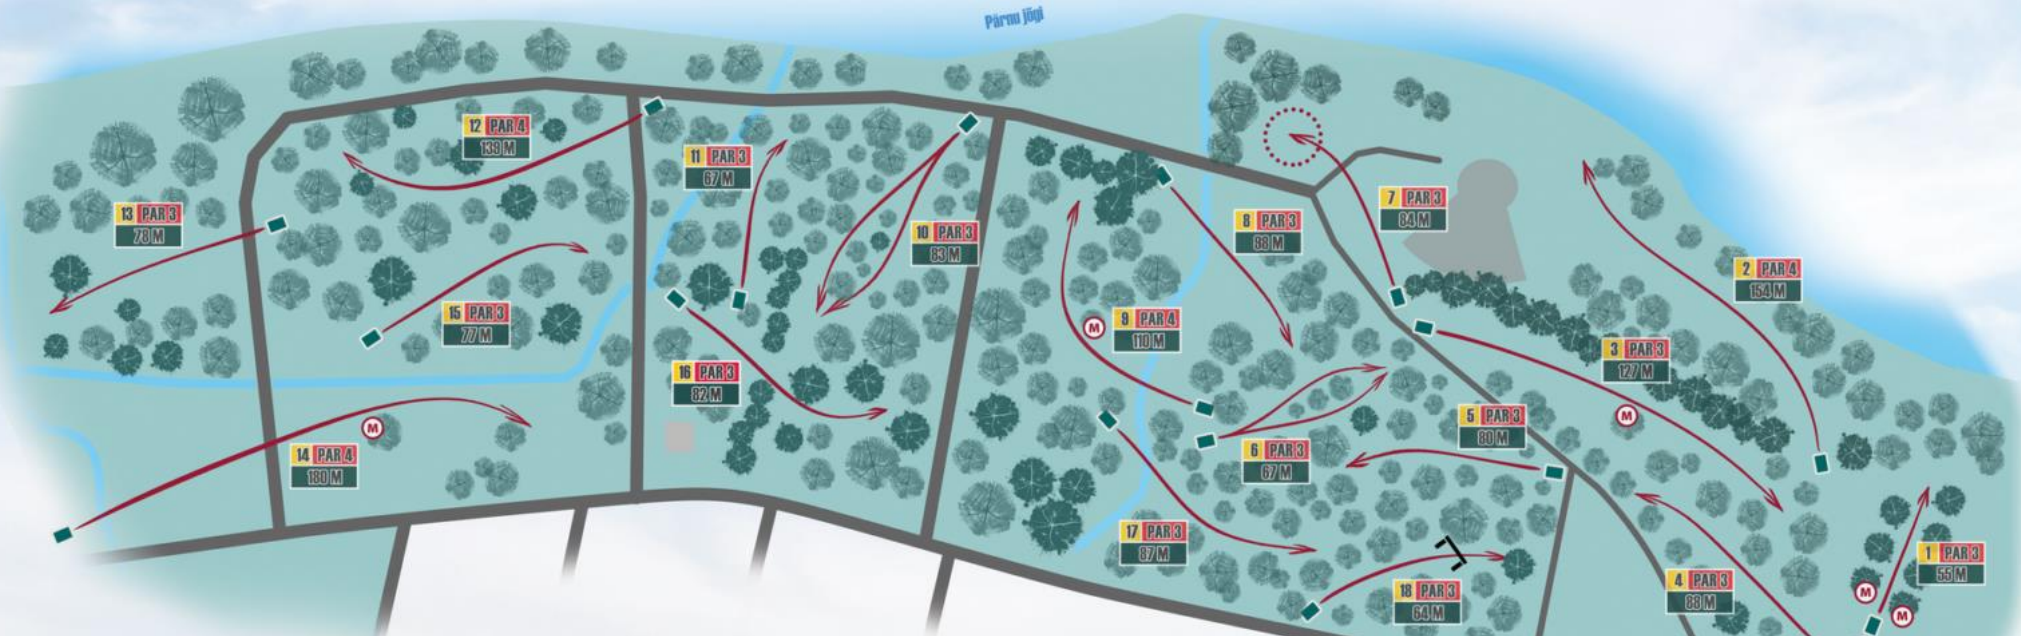 Pärnu jõgi
12 PAR 4
139 M
11 PAR 3
67 M
13 PAR 3
78 M
10 PAR 3
83 M
8 PAR 3
98 M
7 PAR 3
84 M
2 PAR 4
154 M
15 PAR 3
77 M
9 PAR 4
110 M
M
3 PAR 3
127 M
16 PAR 3
82 M
5 PAR 3
80 M
M
M
14 PAR 4
180 M
6 PAR 3
67 M
17 PAR 3
87 M
18 PAR 3
64 M
4 PAR 3
88 M
1 PAR 3
55 M
M
M